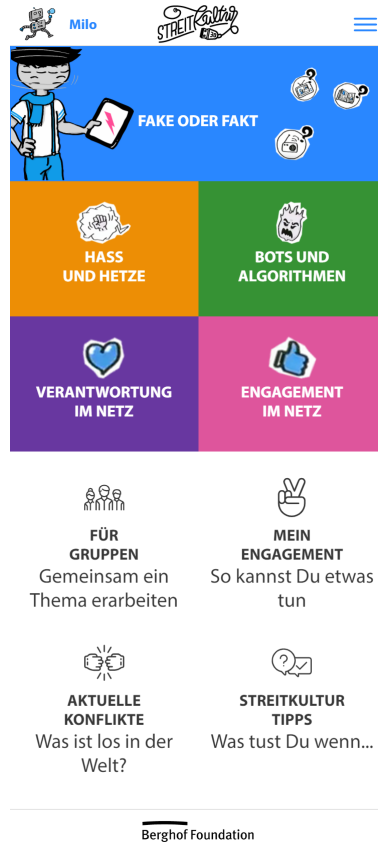 Milo
STREITkultur
FAKE ODER FAKT
HASS
UND HETZE
BOTS UND
ALGORITHMEN
VERANTWORTUNG
IM NETZ
ENGAGEMENT
IM NETZ
FÜR
GRUPPEN
Gemeinsam ein
Thema erarbeiten
MEIN
ENGAGEMENT
So kannst Du etwas
tun
AKTUELLE
KONFLIKTE
Was ist los in der
Welt?
STREITKULTUR
TIPPS
Was tust Du wenn...
Berghof Foundation